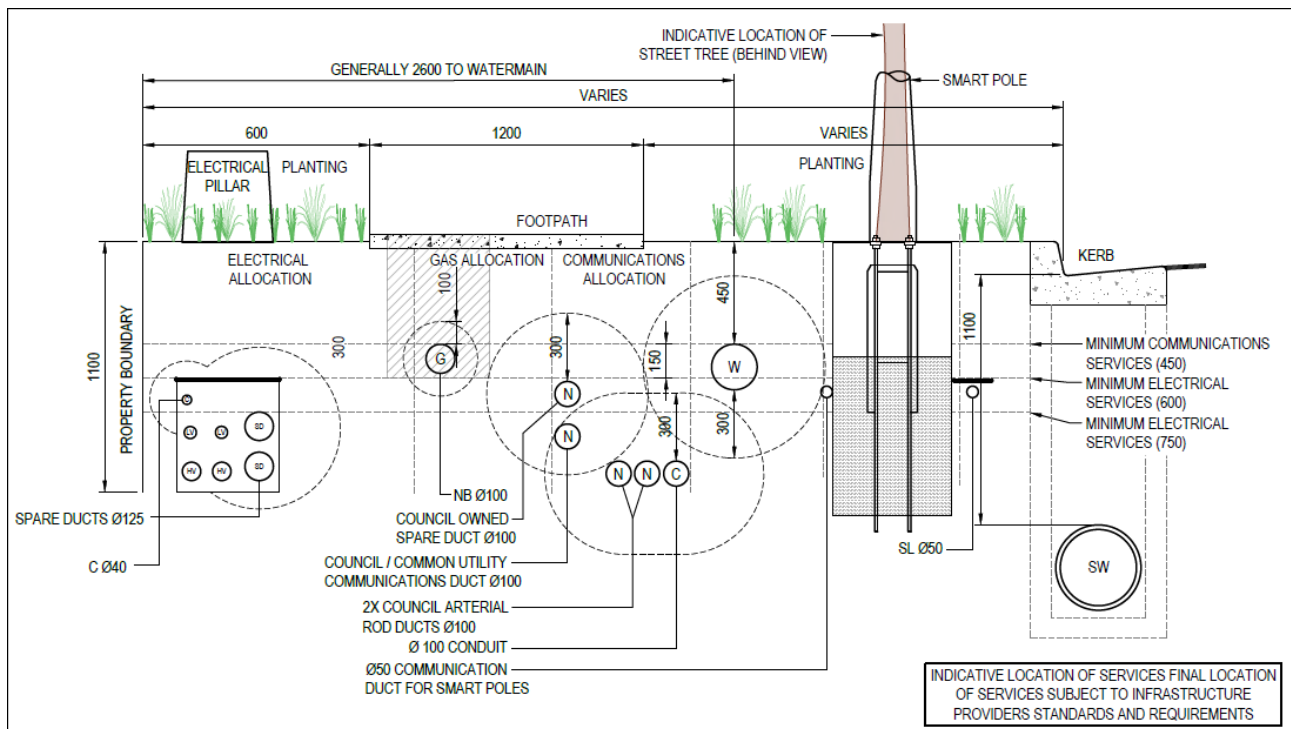 INDICATIVE LOCATION OF
STREET TREE (BEHIND VIEW)
GENERALLY 2600 TO WATERMAIN
SMART POLE
VARIES
600
1200
VARIES
ELECTRICAL
PILLAR
PLANTING
PLANTING
FOOTPATH
ELECTRICAL
ALLOCATION
GAS ALLOCATION
COMMUNICATIONS
ALLOCATION
KERB
100
450
1100
PROPERTY BOUNDARY
300
300
150
1100
G
W
MINIMUM COMMUNICATIONS
SERVICES (450)
MINIMUM ELECTRICAL
SERVICES (600)
MINIMUM ELECTRICAL
SERVICES (750)
C
N
LV
LV
SD
N
300
300
HV
HV
SD
N
N
C
NB Ø100
SPARE DUCTS Ø125
COUNCIL OWNED
SPARE DUCT Ø100
SL Ø50
C Ø40
COUNCIL / COMMON UTILITY
COMMUNICATIONS DUCT Ø100
SW
2X COUNCIL ARTERIAL
ROD DUCTS Ø100
Ø 100 CONDUIT
Ø50 COMMUNICATION
DUCT FOR SMART POLES
INDICATIVE LOCATION OF SERVICES FINAL LOCATION
OF SERVICES SUBJECT TO INFRASTRUCTURE
PROVIDERS STANDARDS AND REQUIREMENTS